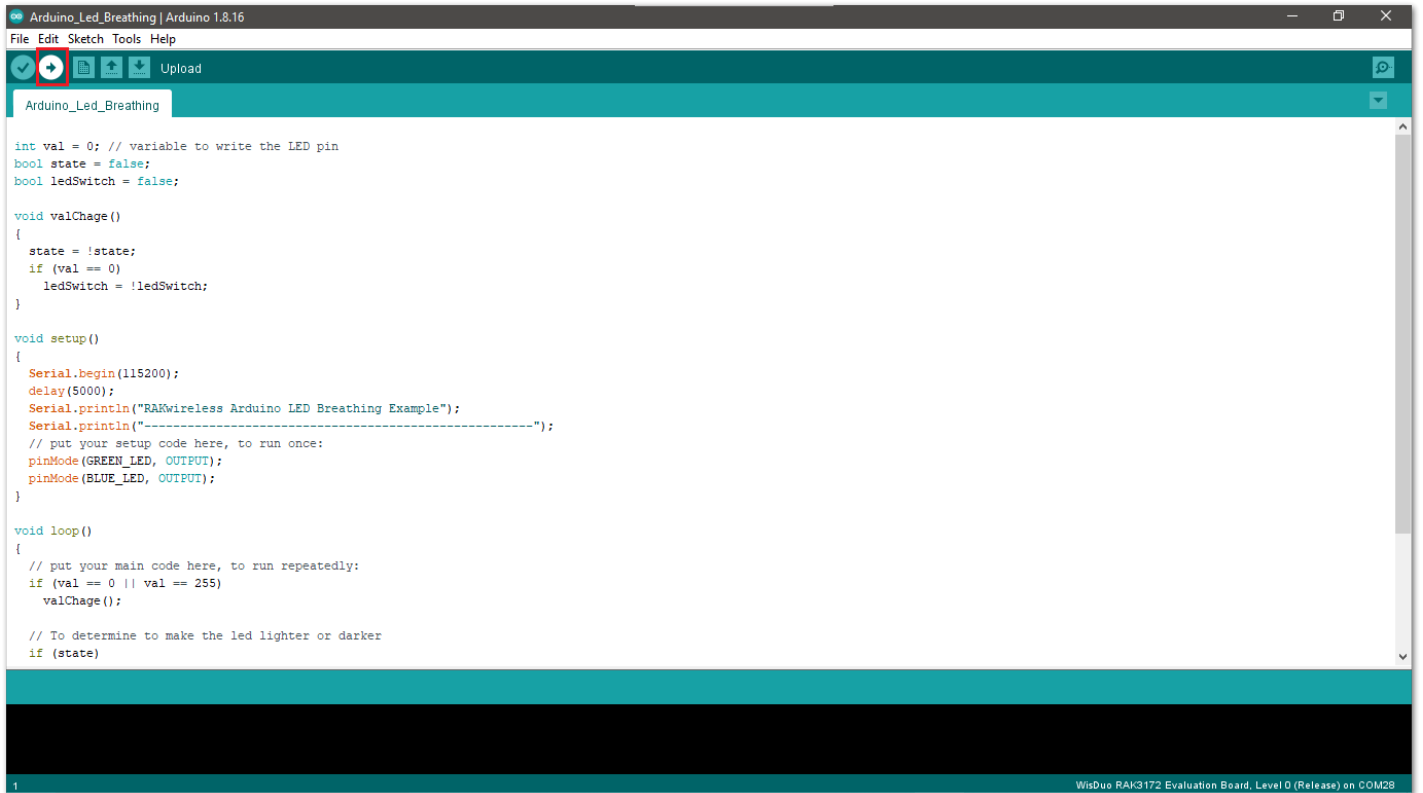 Arduino_Led_Breathing | Arduino 1.8.16
File Edit Sketch Tools Help
Upload
Arduino_Led_Breathing
int val = 0; // variable to write the LED pin
bool state = false;
bool ledSwitch = false;
void valChage()
{
state = !state;
if (val == 0)
ledSwitch = !ledSwitch;
}
void setup()
{
Serial.begin(115200);
delay(5000);
Serial.println("RAKwireless Arduino LED Breathing Example");
Serial.println("------------------------------------------------------");
// put your setup code here, to run once:
pinMode(GREEN_LED, OUTPUT);
pinMode(BLUE_LED, OUTPUT);
}
void loop()
{
// put your main code here, to run repeatedly:
if (val == 0 || val == 255)
valChage();
// To determine to make the led lighter or darker
if (state)
1
WisDuo RAK3172 Evaluation Board, Level 0 (Release) on COM28